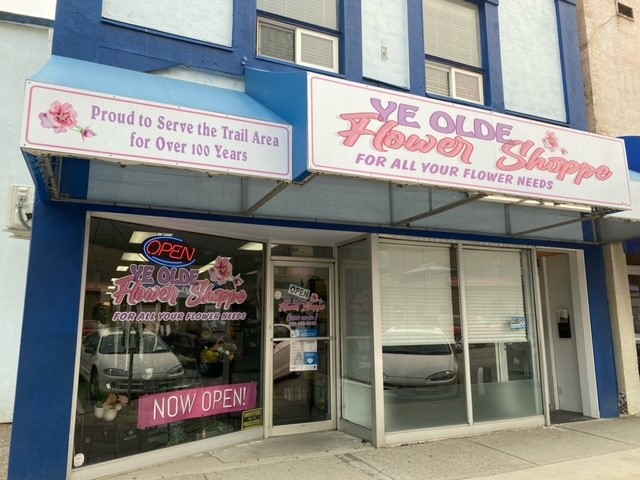 Proud to Serve the Trail Area
for Over 100 Years
YE OLDE
Flower Shoppe
FOR ALL YOUR FLOWER NEEDS
OPEN
YE OLDE
Flower Shoppe
FOR ALL YOUR FLOWER NEEDS
NOW OPEN!
OPEN